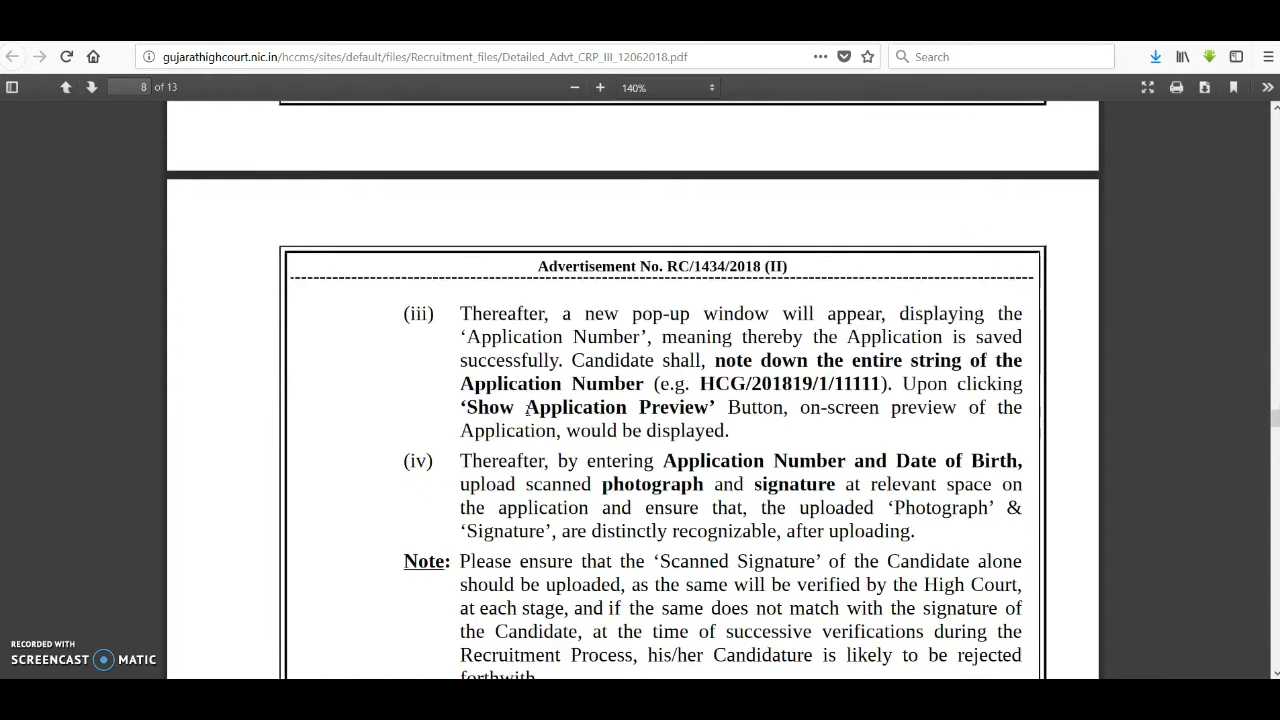 gujarathighcourt.nic.in/hccms/sites/default/files/Recruitment_files/Detailed_Advt_CRP_III_12062018.pdf
Search
8 of 13
140%
Advertisement No. RC/1434/2018 (II)
(iii) Thereafter, a new pop-up window will appear, displaying the
‘Application Number’, meaning thereby the Application is saved
successfully. Candidate shall, note down the entire string of the
Application Number (e.g. HCG/201819/1/11111). Upon clicking
‘Show Application Preview’ Button, on-screen preview of the
Application, would be displayed.
(iv) Thereafter, by entering Application Number and Date of Birth,
upload scanned photograph and signature at relevant space on
the application and ensure that, the uploaded ‘Photograph’ &
‘Signature’, are distinctly recognizable, after uploading.
Note: Please ensure that the ‘Scanned Signature’ of the Candidate alone
should be uploaded, as the same will be verified by the High Court,
at each stage, and if the same does not match with the signature of
the Candidate, at the time of successive verifications during the
Recruitment Process, his/her Candidature is likely to be rejected
forthwith.
RECORDED WITH
SCREENCAST MATIC